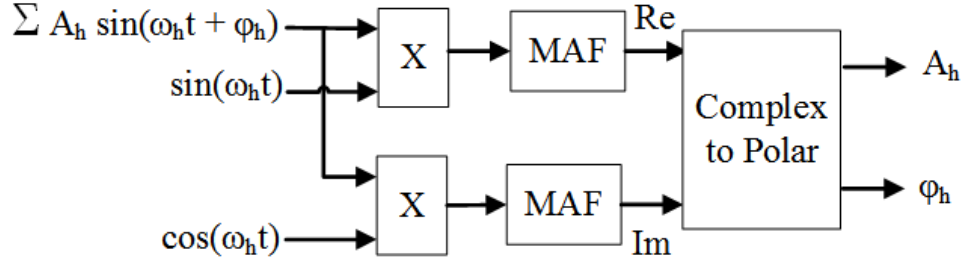 Σ Aₕ sin(ωₕt + φₕ)
sin(ωₕt)
X
MAF
Re
Complex
to Polar
Aₕ
cos(ωₕt)
X
MAF
Im
φₕ